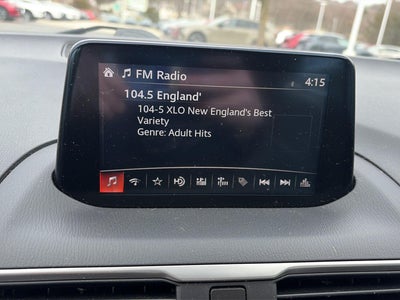 FM Radio
4:15
104.5 England'
104-5 XLO New England's Best
Variety
Genre: Adult Hits